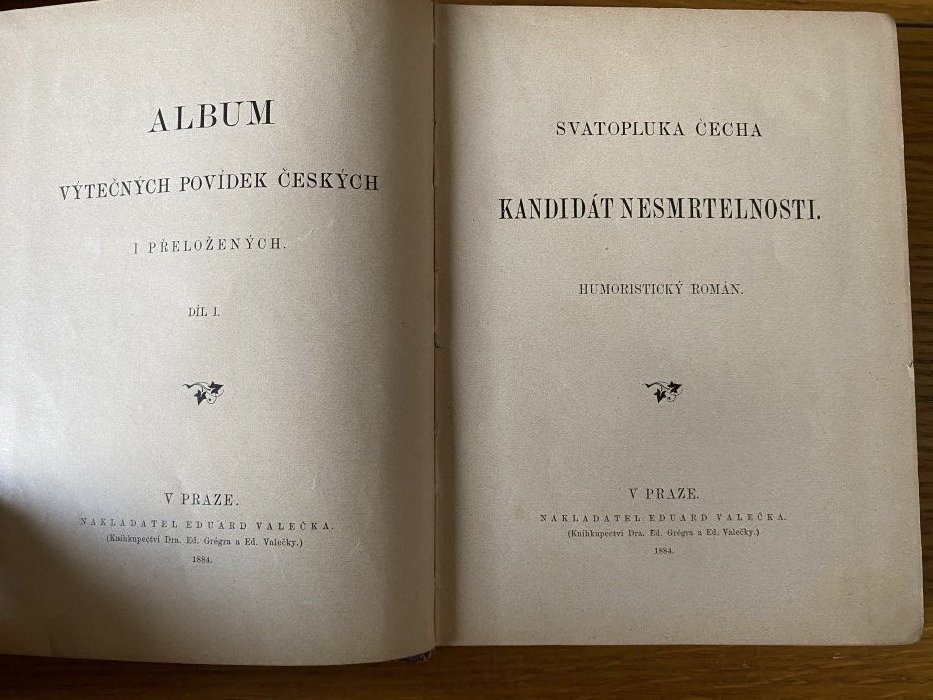 ALBUM
VÝTEČNÝCH POVÍDEK ČESKÝCH
I PŘELOŽENÝCH.
DÍL I.
V PRAZE.
NAKLADATEL EDUARD VALEČKA.
(Knihkupectví Dra. Ed. Grégra a Ed. Valečky.)
1884.
SVATOPLUKA ČECHA
KANDIDÁT NESMRTELNOSTI.
HUMORISTICKÝ ROMÁN.
V PRAZE.
NAKLADATEL EDUARD VALEČKA.
(Knihkupectví Dra. Ed. Grégra a Ed. Valečky.)
1884.